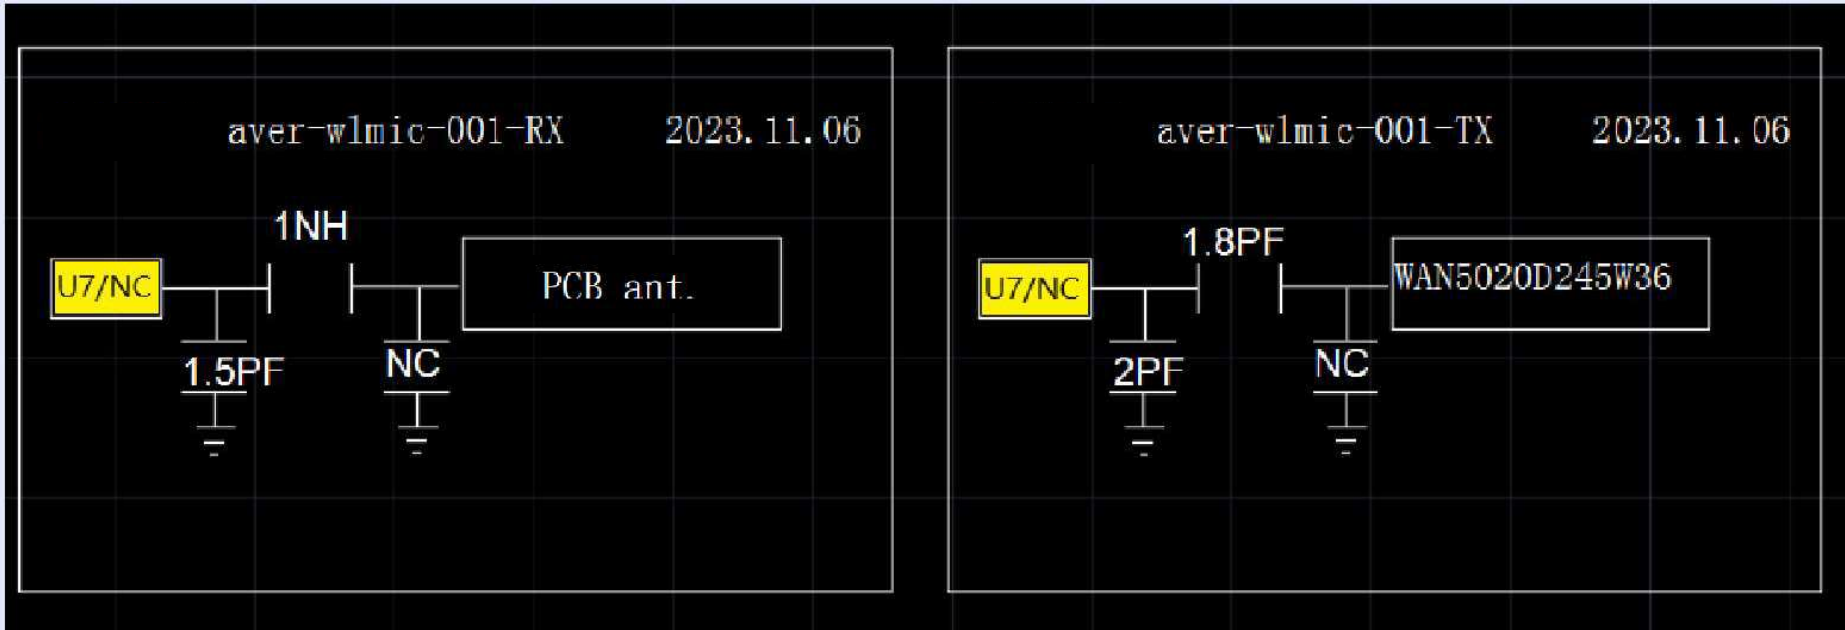 aver-wlmic-001-RX 2023.11.06
1NH
U7/NC
PCB ant.
1.5PF
NC
aver-wlmic-001-TX 2023.11.06
1.8PF
U7/NC
WAN5020D245W36
2PF
NC